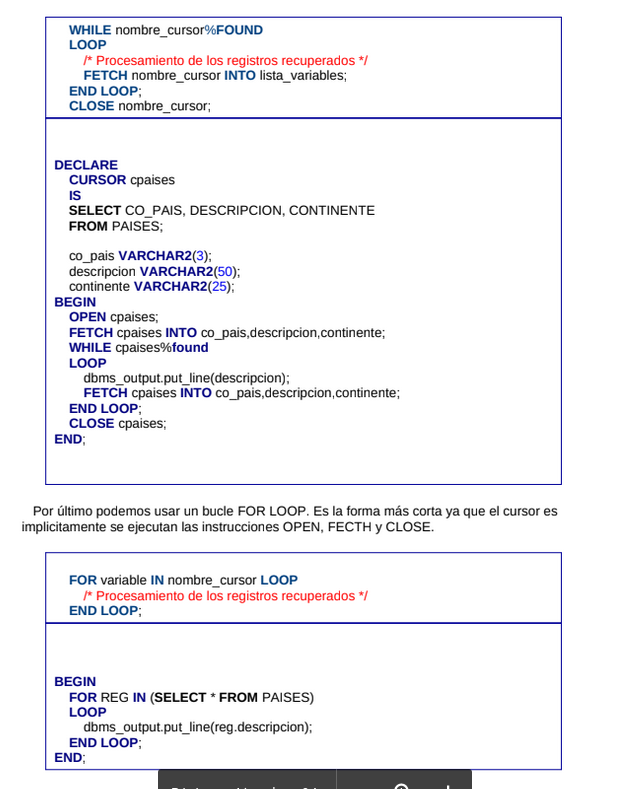 WHILE nombre_cursor%FOUND
LOOP
/* Procesamiento de los registros recuperados */
FETCH nombre_cursor INTO lista_variables;
END LOOP;
CLOSE nombre_cursor;
DECLARE
CURSOR cpaises
IS
SELECT CO_PAIS, DESCRIPCION, CONTINENTE
FROM PAISES;
co_pais VARCHAR2(3);
descripcion VARCHAR2(50);
continente VARCHAR2(25);
BEGIN
OPEN cpaises;
FETCH cpaises INTO co_pais,descripcion,continente;
WHILE cpaises%found
LOOP
dbms_output.put_line(descripcion);
FETCH cpaises INTO co_pais,descripcion,continente;
END LOOP;
CLOSE cpaises;
END;
Por último podemos usar un bucle FOR LOOP. Es la forma más corta ya que el cursor es
implicitamente se ejecutan las instrucciones OPEN, FECTH y CLOSE.
FOR variable IN nombre_cursor LOOP
/* Procesamiento de los registros recuperados */
END LOOP;
BEGIN
FOR REG IN (SELECT * FROM PAISES)
LOOP
dbms_output.put_line(reg.descripcion);
END LOOP;
END;